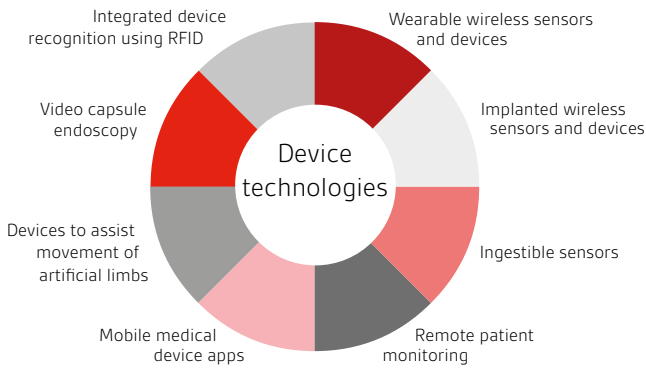 Integrated device
recognition using RFID
Wearable wireless sensors
and devices
Video capsule
endoscopy
Implanted wireless
sensors and devices
Device
technologies
Devices to assist
movement of
artificial limbs
Ingestible sensors
Mobile medical
device apps
Remote patient
monitoring